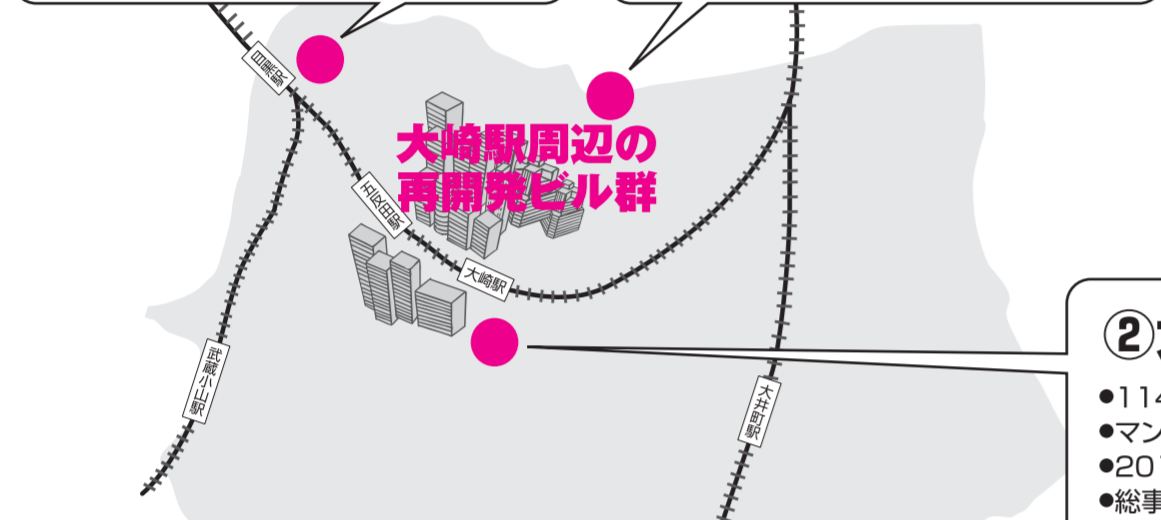 目黒駅
大崎駅周辺の
再開発ビル群
五反田駅
大崎駅
武蔵小山駅
大井町駅
②
●114
●マン
●20
●総事